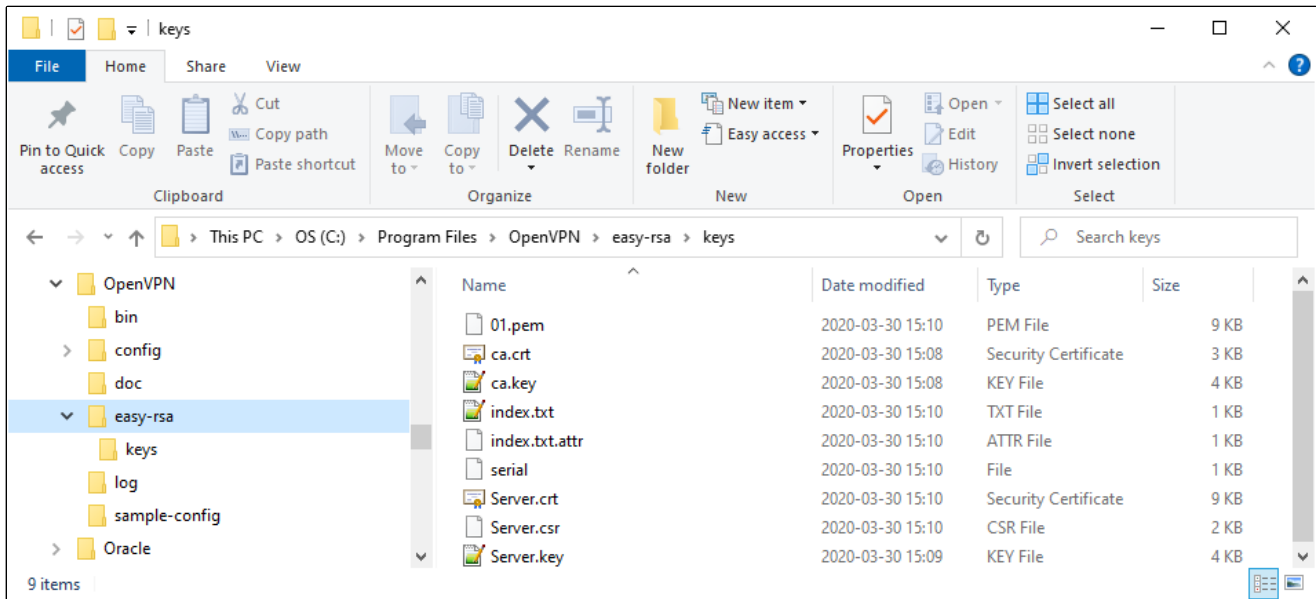 keys
File Home Share View
Pin to Quick access
Copy
Paste
Cut
Copy path
Paste shortcut
Clipboard
Move to
Copy to
Delete
Rename
Organize
New folder
New item
Easy access
New
Properties
Open
Edit
History
Open
Select all
Select none
Invert selection
Select
This PC > OS (C:) > Program Files > OpenVPN > easy-rsa > keys
Search keys
OpenVPN
bin
config
doc
easy-rsa
keys
log
sample-config
Oracle
Name Date modified Type Size
01.pem 2020-03-30 15:10 PEM File 9 KB
ca.crt 2020-03-30 15:08 Security Certificate 3 KB
ca.key 2020-03-30 15:08 KEY File 4 KB
index.txt 2020-03-30 15:10 TXT File 1 KB
index.txt.attr 2020-03-30 15:10 ATTR File 1 KB
serial 2020-03-30 15:10 File 1 KB
Server.crt 2020-03-30 15:10 Security Certificate 9 KB
Server.csr 2020-03-30 15:10 CSR File 2 KB
Server.key 2020-03-30 15:09 KEY File 4 KB
9 items